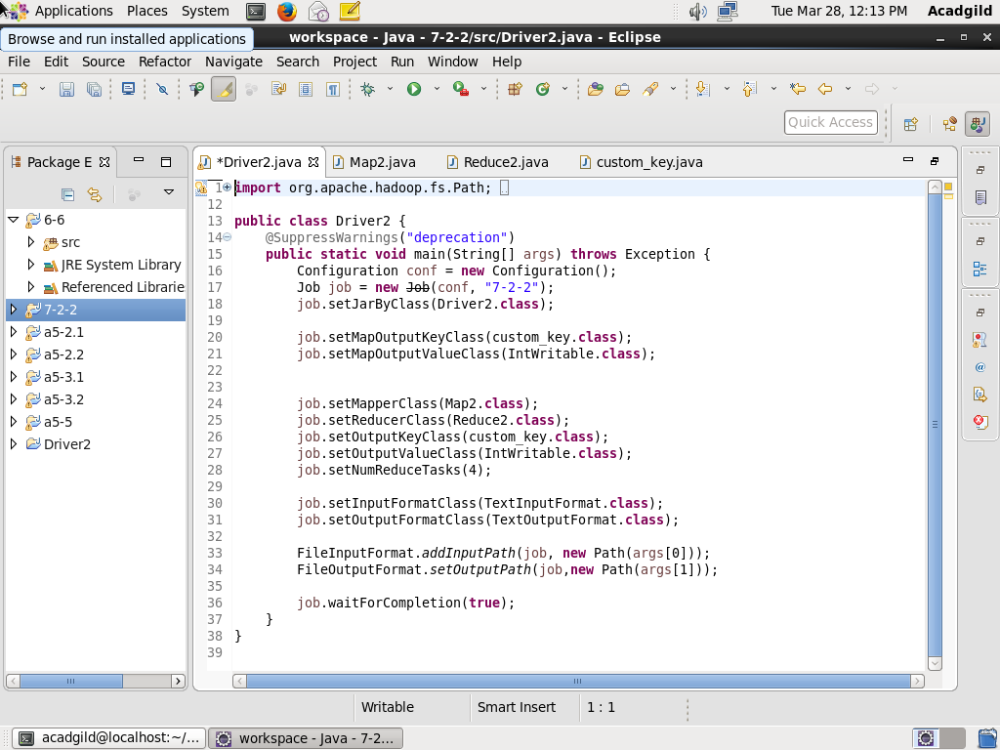 Applications Places System Tue Mar 28, 12:13 PM Acadgild
Browse and run installed applications
workspace - Java - 7-2-2/src/Driver2.java - Eclipse
File Edit Source Refactor Navigate Search Project Run Window Help
Quick Access
Package E
6-6
src
JRE System Library
Referenced Librarie
7-2-2
a5-2.1
a5-2.2
a5-3.1
a5-3.2
a5-5
Driver2
*Driver2.java Map2.java Reduce2.java custom_key.java
1 import org.apache.hadoop.fs.Path;
12
13 public class Driver2 {
14 @SuppressWarnings("deprecation")
15 public static void main(String[] args) throws Exception {
16 Configuration conf = new Configuration();
17 Job job = new Job(conf, "7-2-2");
18 job.setJarByClass(Driver2.class);
19
20 job.setMapOutputKeyClass(custom_key.class);
21 job.setMapOutputValueClass(IntWritable.class);
22
23
24 job.setMapperClass(Map2.class);
25 job.setReducerClass(Reduce2.class);
26 job.setOutputKeyClass(custom_key.class);
27 job.setOutputValueClass(IntWritable.class);
28 job.setNumReduceTasks(4);
29
30 job.setInputFormatClass(TextInputFormat.class);
31 job.setOutputFormatClass(TextOutputFormat.class);
32
33 FileInputFormat.addInputPath(job, new Path(args[0]));
34 FileOutputFormat.setOutputPath(job,new Path(args[1]));
35
36 job.waitForCompletion(true);
37 }
38 }
39
Writable Smart Insert 1 : 1
acadgild@localhost:~/... workspace - Java - 7-2...